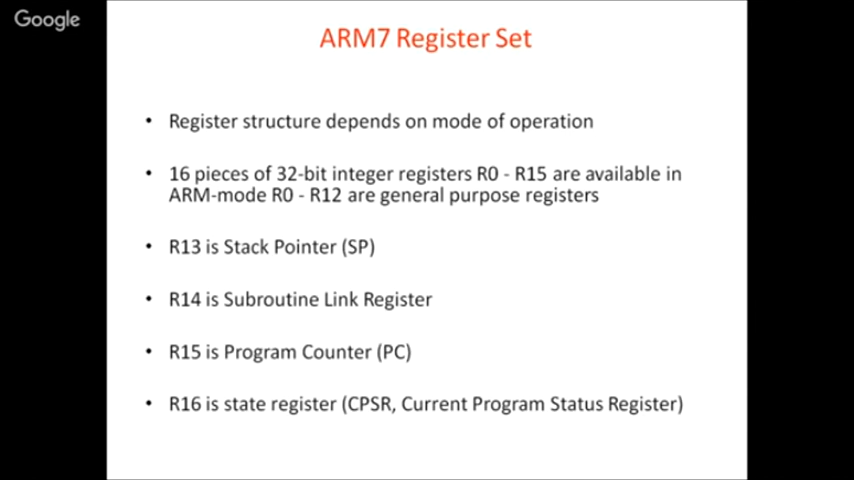 Google
ARM7 Register Set
• Register structure depends on mode of operation
• 16 pieces of 32-bit integer registers R0 - R15 are available in
ARM-mode R0 - R12 are general purpose registers
• R13 is Stack Pointer (SP)
• R14 is Subroutine Link Register
• R15 is Program Counter (PC)
• R16 is state register (CPSR, Current Program Status Register)